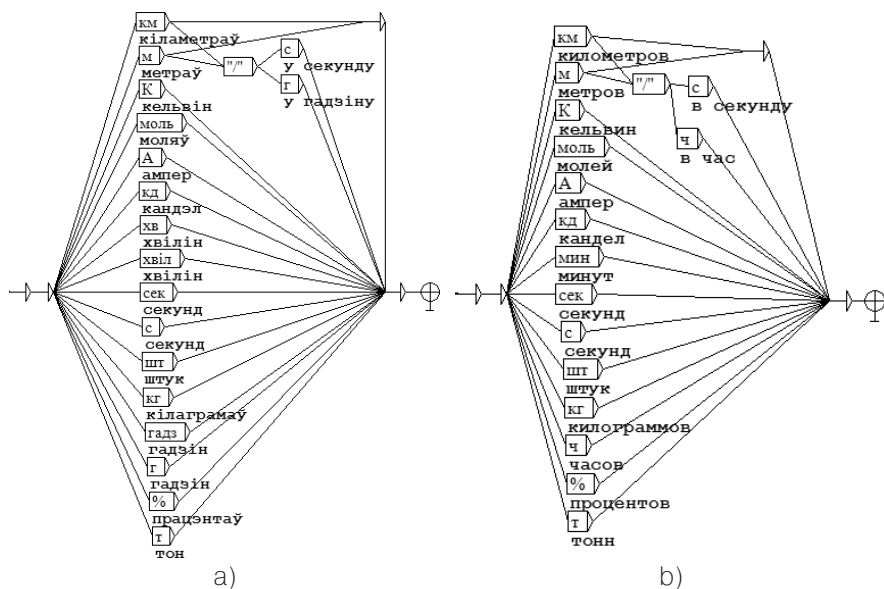 км
кіламетраў
м
метраў
"/"
с
у секунду
г
у гадзіну
К
кельвін
моль
моляў
А
ампер
кд
кандэл
хв
хвілін
хвіл
хвілін
сек
секунд
с
секунд
шт
штук
кг
кілаграмаў
гадз
гадзін
г
гадзін
%
працэнтаў
т
тон
a)
км
километров
м
метров
"/"
с
в секунду
ч
в час
К
кельвин
моль
молей
А
ампер
кд
кандел
мин
минут
сек
секунд
с
секунд
шт
штук
кг
килограммов
ч
часов
%
процентов
т
тонн
b)